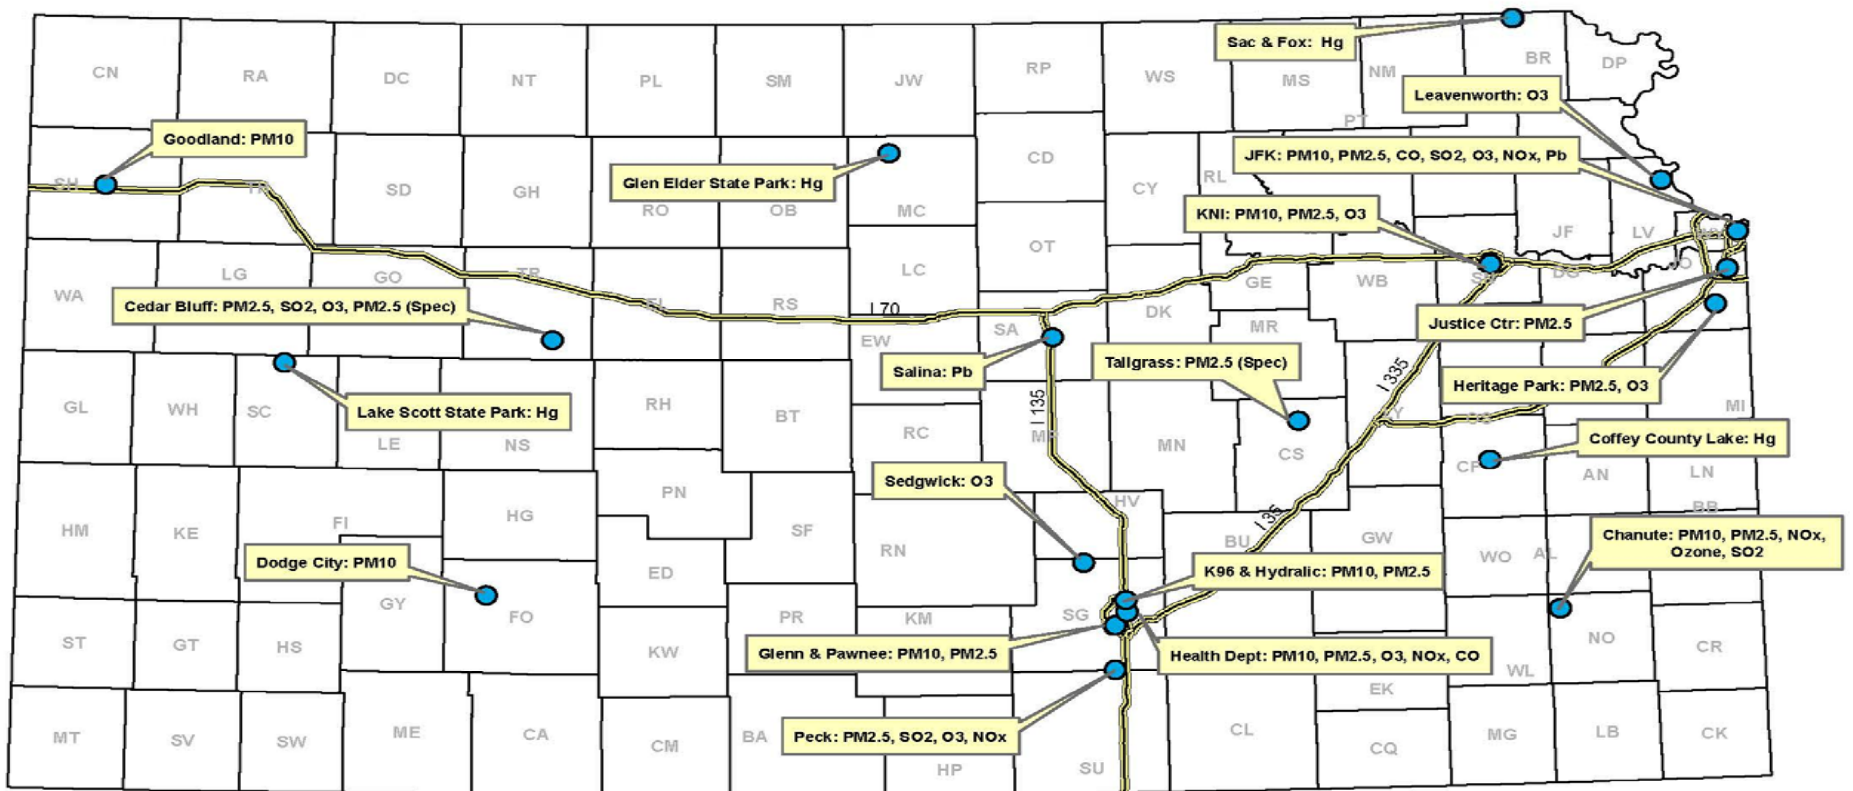 Sac & Fox: Hg
CN
RA
DC
NT
PL
SM
JW
RP
WS
MS
NM
BR
DP
Leavenworth: O3
PT
Goodland: PM10
JFK: PM10, PM2.5, CO, SO2, O3, NOx, Pb
CD
Glen Elder State Park: Hg
SH
SD
GH
RO
OB
MC
CY
RL
KNI: PM10, PM2.5, O3
JF
LV
OT
WA
LG
GO
TR
LC
GE
WB
Cedar Bluff: PM2.5, SO2, O3, PM2.5 (Spec)
RS
I 70
EW
SA
DK
MR
Justice Ctr: PM2.5
Salina: Pb
Tallgrass: PM2.5 (Spec)
I 335
Heritage Park: PM2.5, O3
GL
WH
SC
Lake Scott State Park: Hg
LE
NS
RH
BT
RC
I 135
MN
CS
MI
Coffey County Lake: Hg
CF
AN
LN
Sedgwick: O3
PN
HV
BB
HM
KE
FI
HG
SF
RN
BU
I 35
GW
WO
AL
Chanute: PM10, PM2.5, NOx,
Ozone, SO2
Dodge City: PM10
ED
K96 & Hydralic: PM10, PM2.5
GY
FO
PR
KM
SG
ST
GT
HS
KW
Glenn & Pawnee: PM10, PM2.5
Health Dept: PM10, PM2.5, O3, NOx, CO
NO
CR
WL
EK
MT
SV
SW
ME
CA
CM
BA
Peck: PM2.5, SO2, O3, NOx
HP
SU
CL
CQ
MG
LB
CK